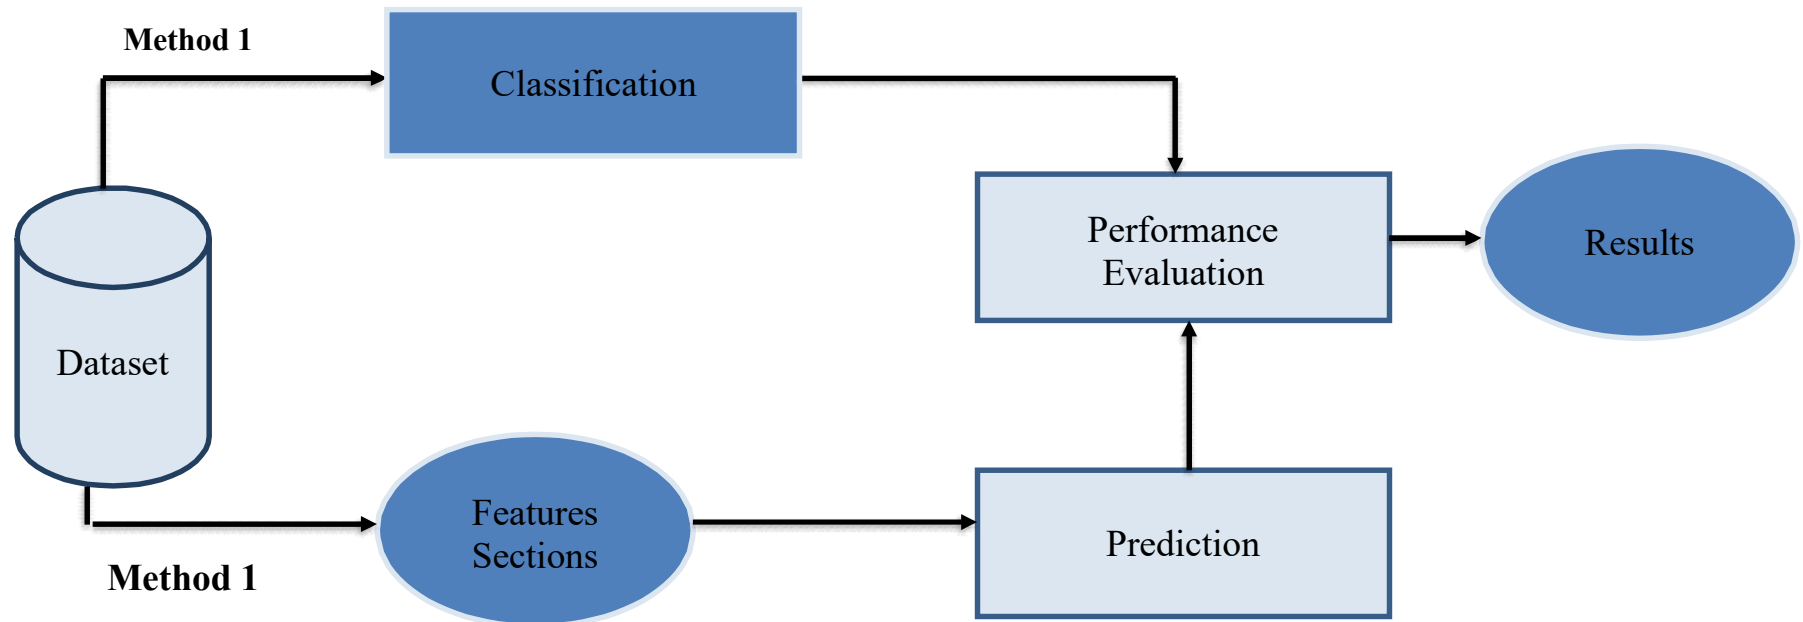 Method 1
Classification
Performance
Evaluation
Results
Dataset
Features
Sections
Prediction
Method 1